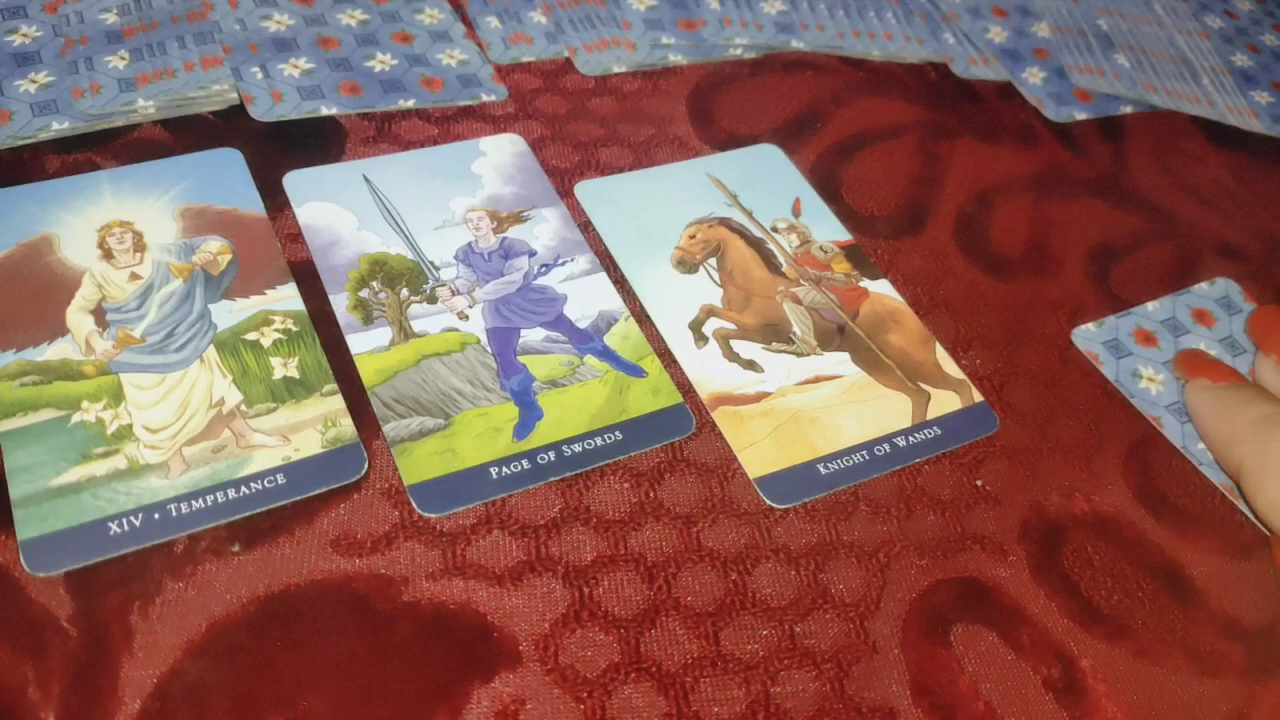 XIV • TEMPERANCE
PAGE OF SWORDS
KNIGHT OF WANDS